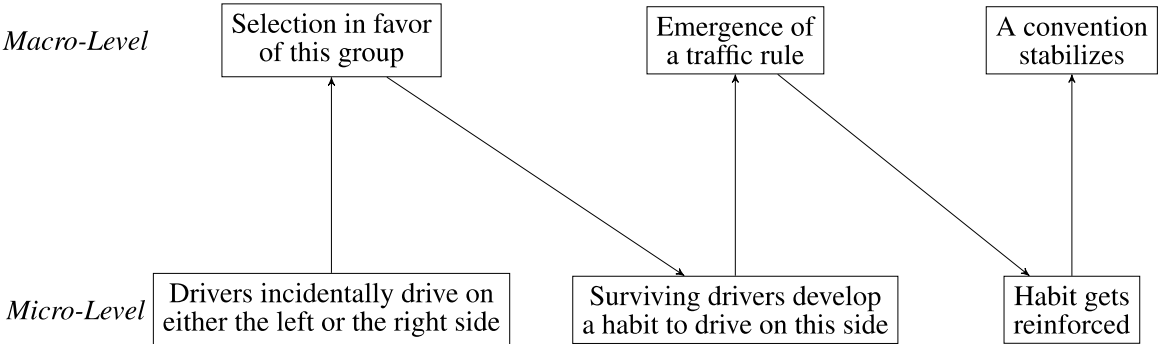 Macro-Level
Selection in favor
of this group
Emergence of
a traffic rule
A convention
stabilizes
Micro-Level
Drivers incidentally drive on
either the left or the right side
Surviving drivers develop
a habit to drive on this side
Habit gets
reinforced